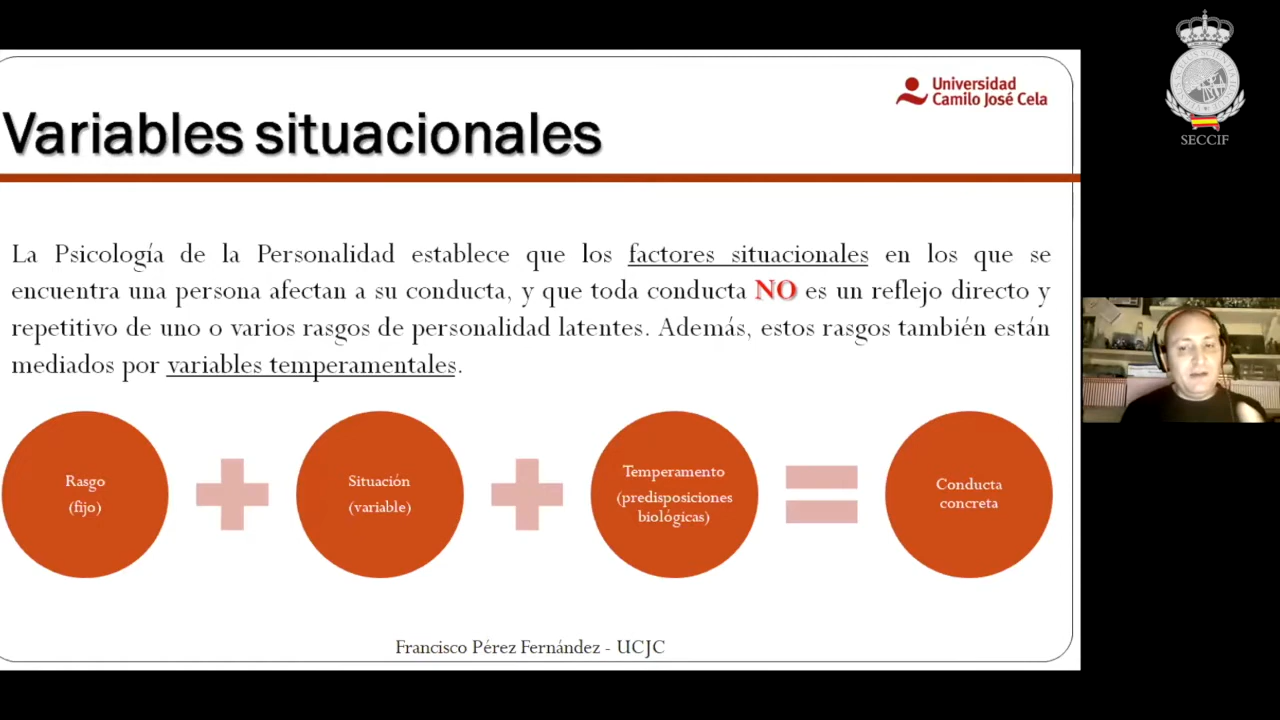 Universidad
Camilo José Cela
Variables situacionales
SECCIF
La Psicología de la Personalidad establece que los factores situacionales en los que se
encuentra una persona afectan a su conducta, y que toda conducta NO es un reflejo directo y
repetitivo de uno o varios rasgos de personalidad latentes. Además, estos rasgos también están
mediados por variables temperamentales.
Rasgo
(fijo)
Situación
(variable)
Temperamento
(predisposiciones
biológicas)
Conducta
concreta
Francisco Pérez Fernández - UCJC